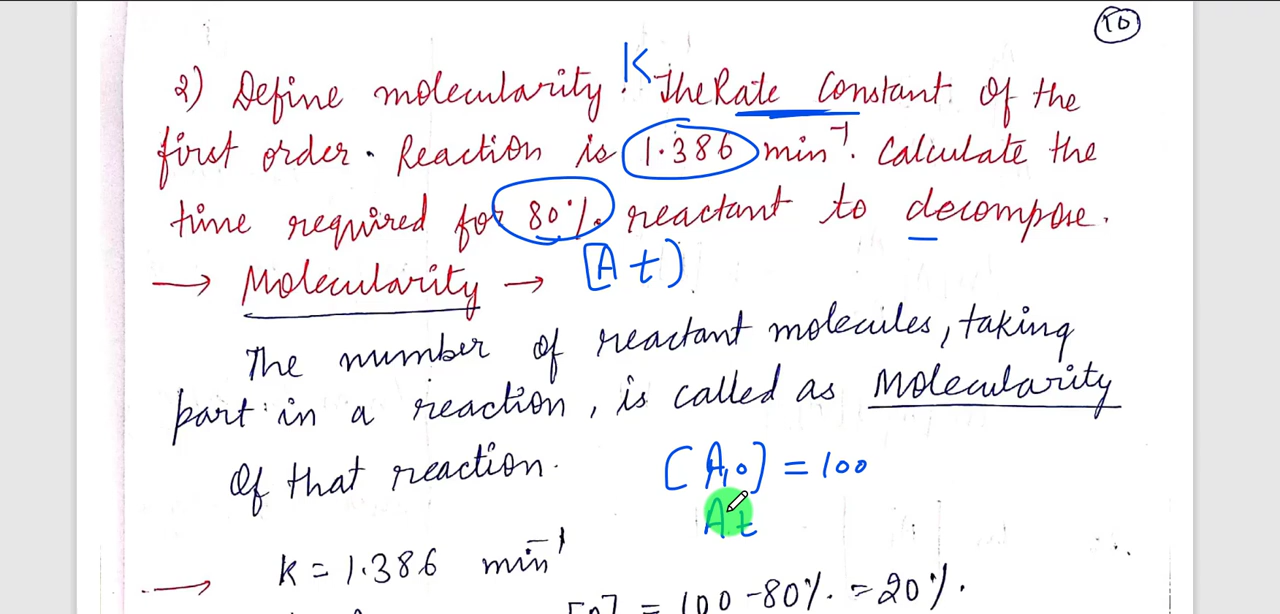 10
K
2) Define molecularity. The Rate Constant of the
first order. Reaction is 1.386 min⁻¹. Calculate the
time required for 80%. reactant to decompose.
→ Molecularity → [At)
The number of reactant molecules, taking
part in a reaction, is called as Molecularity
Of that reaction. [A,0] = 100
At
→ K = 1.386 min⁻¹
= 100 -80%. = 20%.